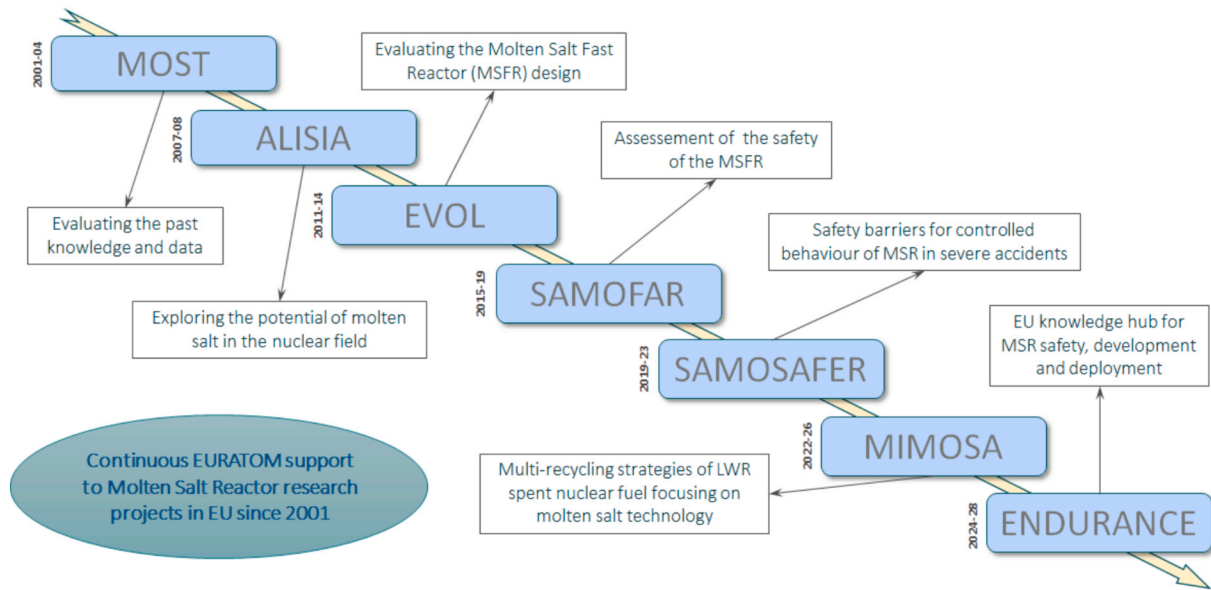 2001-04
MOST
Evaluating the past
knowledge and data
2007-08
ALISIA
Exploring the potential of molten
salt in the nuclear field
2011-14
EVOL
Evaluating the Molten Salt Fast
Reactor (MSFR) design
2015-19
SAMOFAR
Assessement of the safety
of the MSFR
2019-23
SAMOSAFER
Safety barriers for controlled
behaviour of MSR in severe accidents
2022-26
MIMOSA
Multi-recycling strategies of LWR
spent nuclear fuel focusing on
molten salt technology
2024-28
ENDURANCE
EU knowledge hub for
MSR safety, development
and deployment
Continuous EURATOM support
to Molten Salt Reactor research
projects in EU since 2001